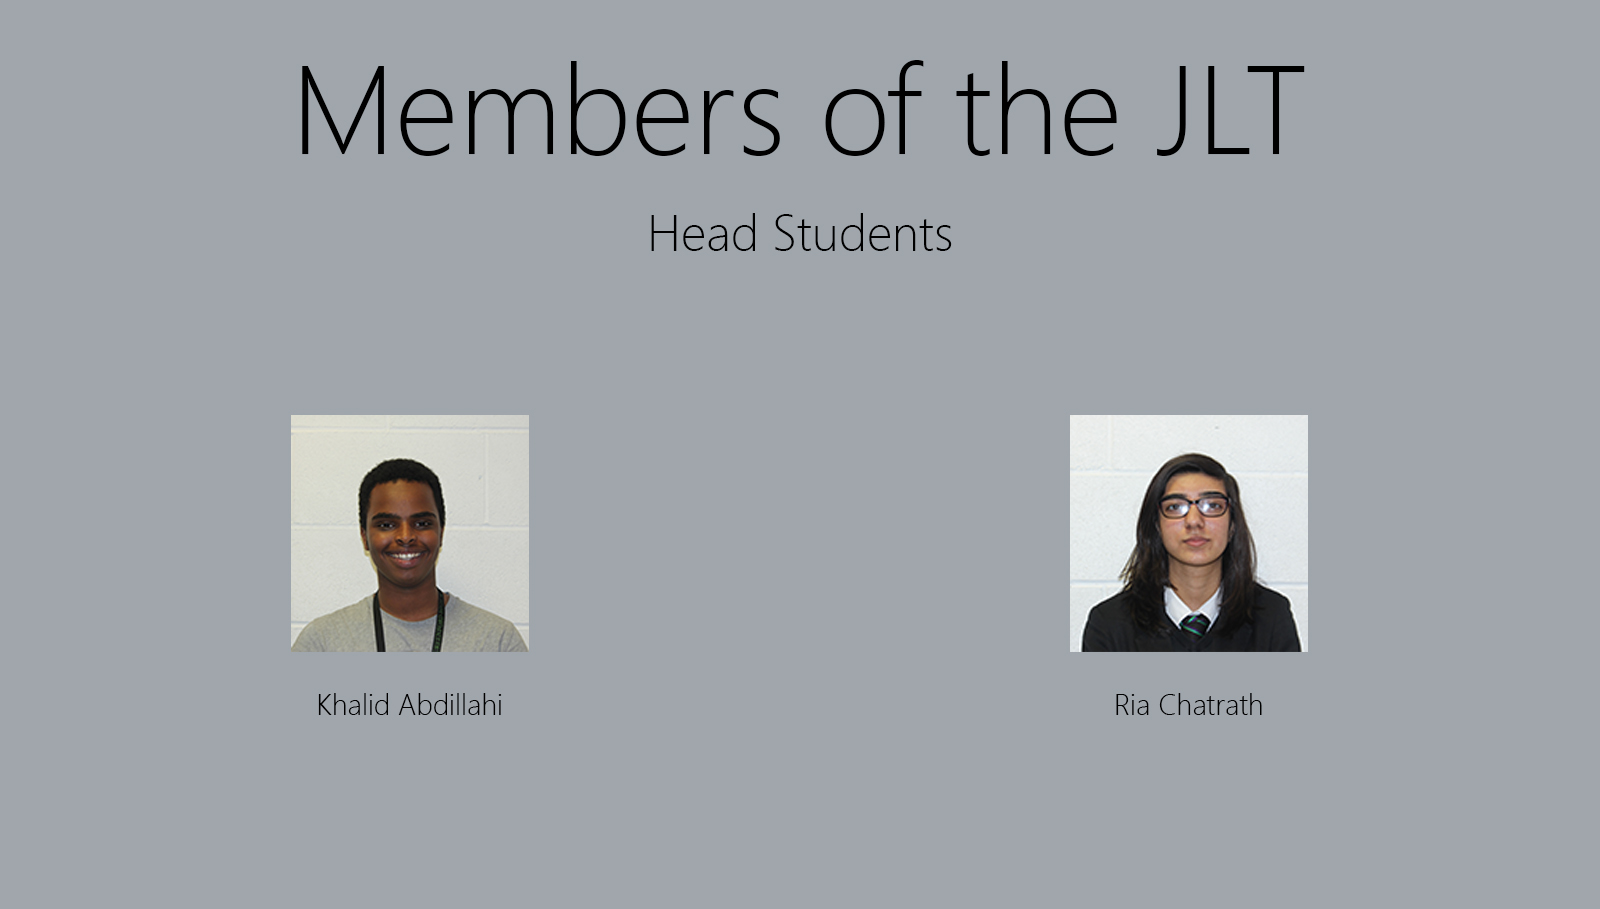 Members of the JLT
Head Students
Khalid Abdillahi
Ria Chatrath